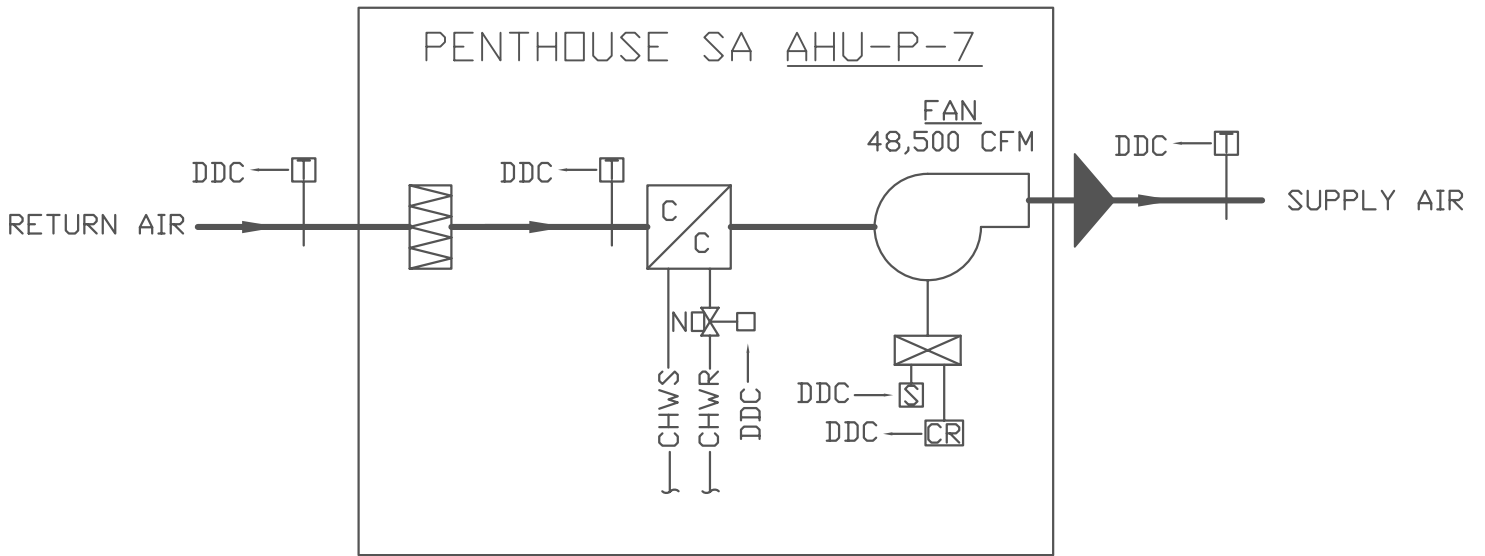 PENTHOUSE SA AHU-P-7
FAN
48,500 CFM
DDC
T
DDC
T
DDC
T
RETURN AIR
SUPPLY AIR
C
C
N
CHWS
CHWR
DDC
DDC
S
DDC
CR